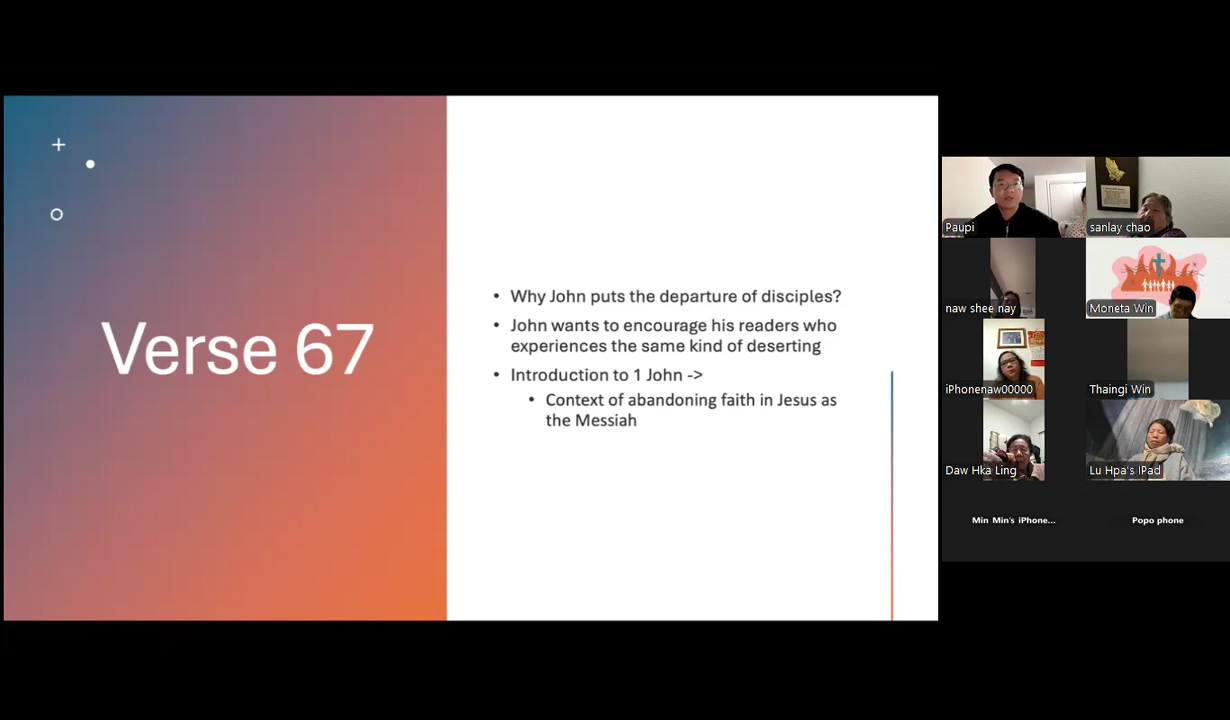 Verse 67
• Why John puts the departure of disciples?
• John wants to encourage his readers who
experiences the same kind of deserting
• Introduction to 1 John ->
• Context of abandoning faith in Jesus as
the Messiah
Paupi
sanlay chao
naw shee nay
Moneta Win
iPhonenaw00000
Thaingi Win
Daw Hka Ling
Lu Hpa's IPad
Min Min's iPhone...
Popo phone